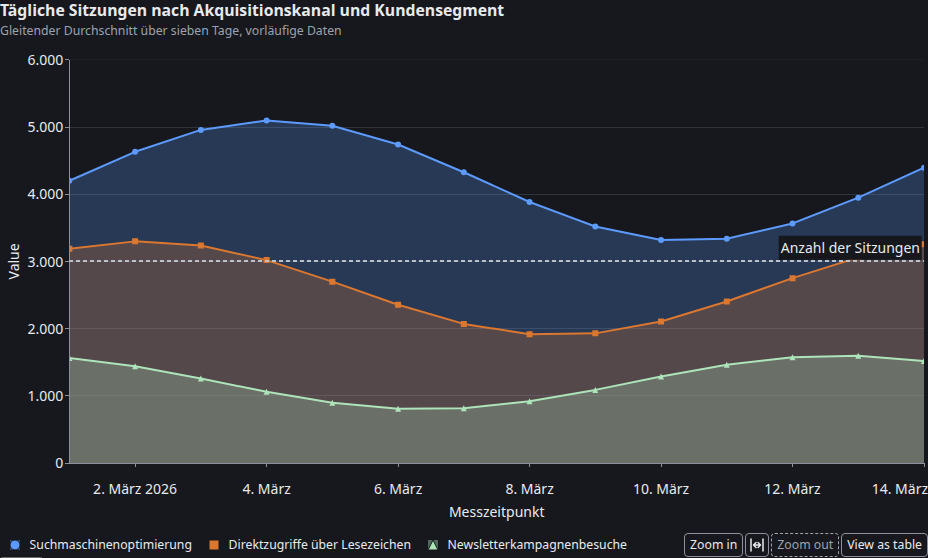 Tägliche Sitzungen nach Akquisitionskanal und Kundensegment
Gleitender Durchschnitt über sieben Tage, vorläufige Daten
6.000
5.000
4.000
3.000
2.000
1.000
0
Value
Anzahl der Sitzungen
2. März 2026
4. März
6. März
8. März
10. März
12. März
14. März
Messzeitpunkt
Suchmaschinenoptimierung
Direktzugriffe über Lesezeichen
Newsletterkampagnenbesuche
Zoom in
Zoom out
View as table